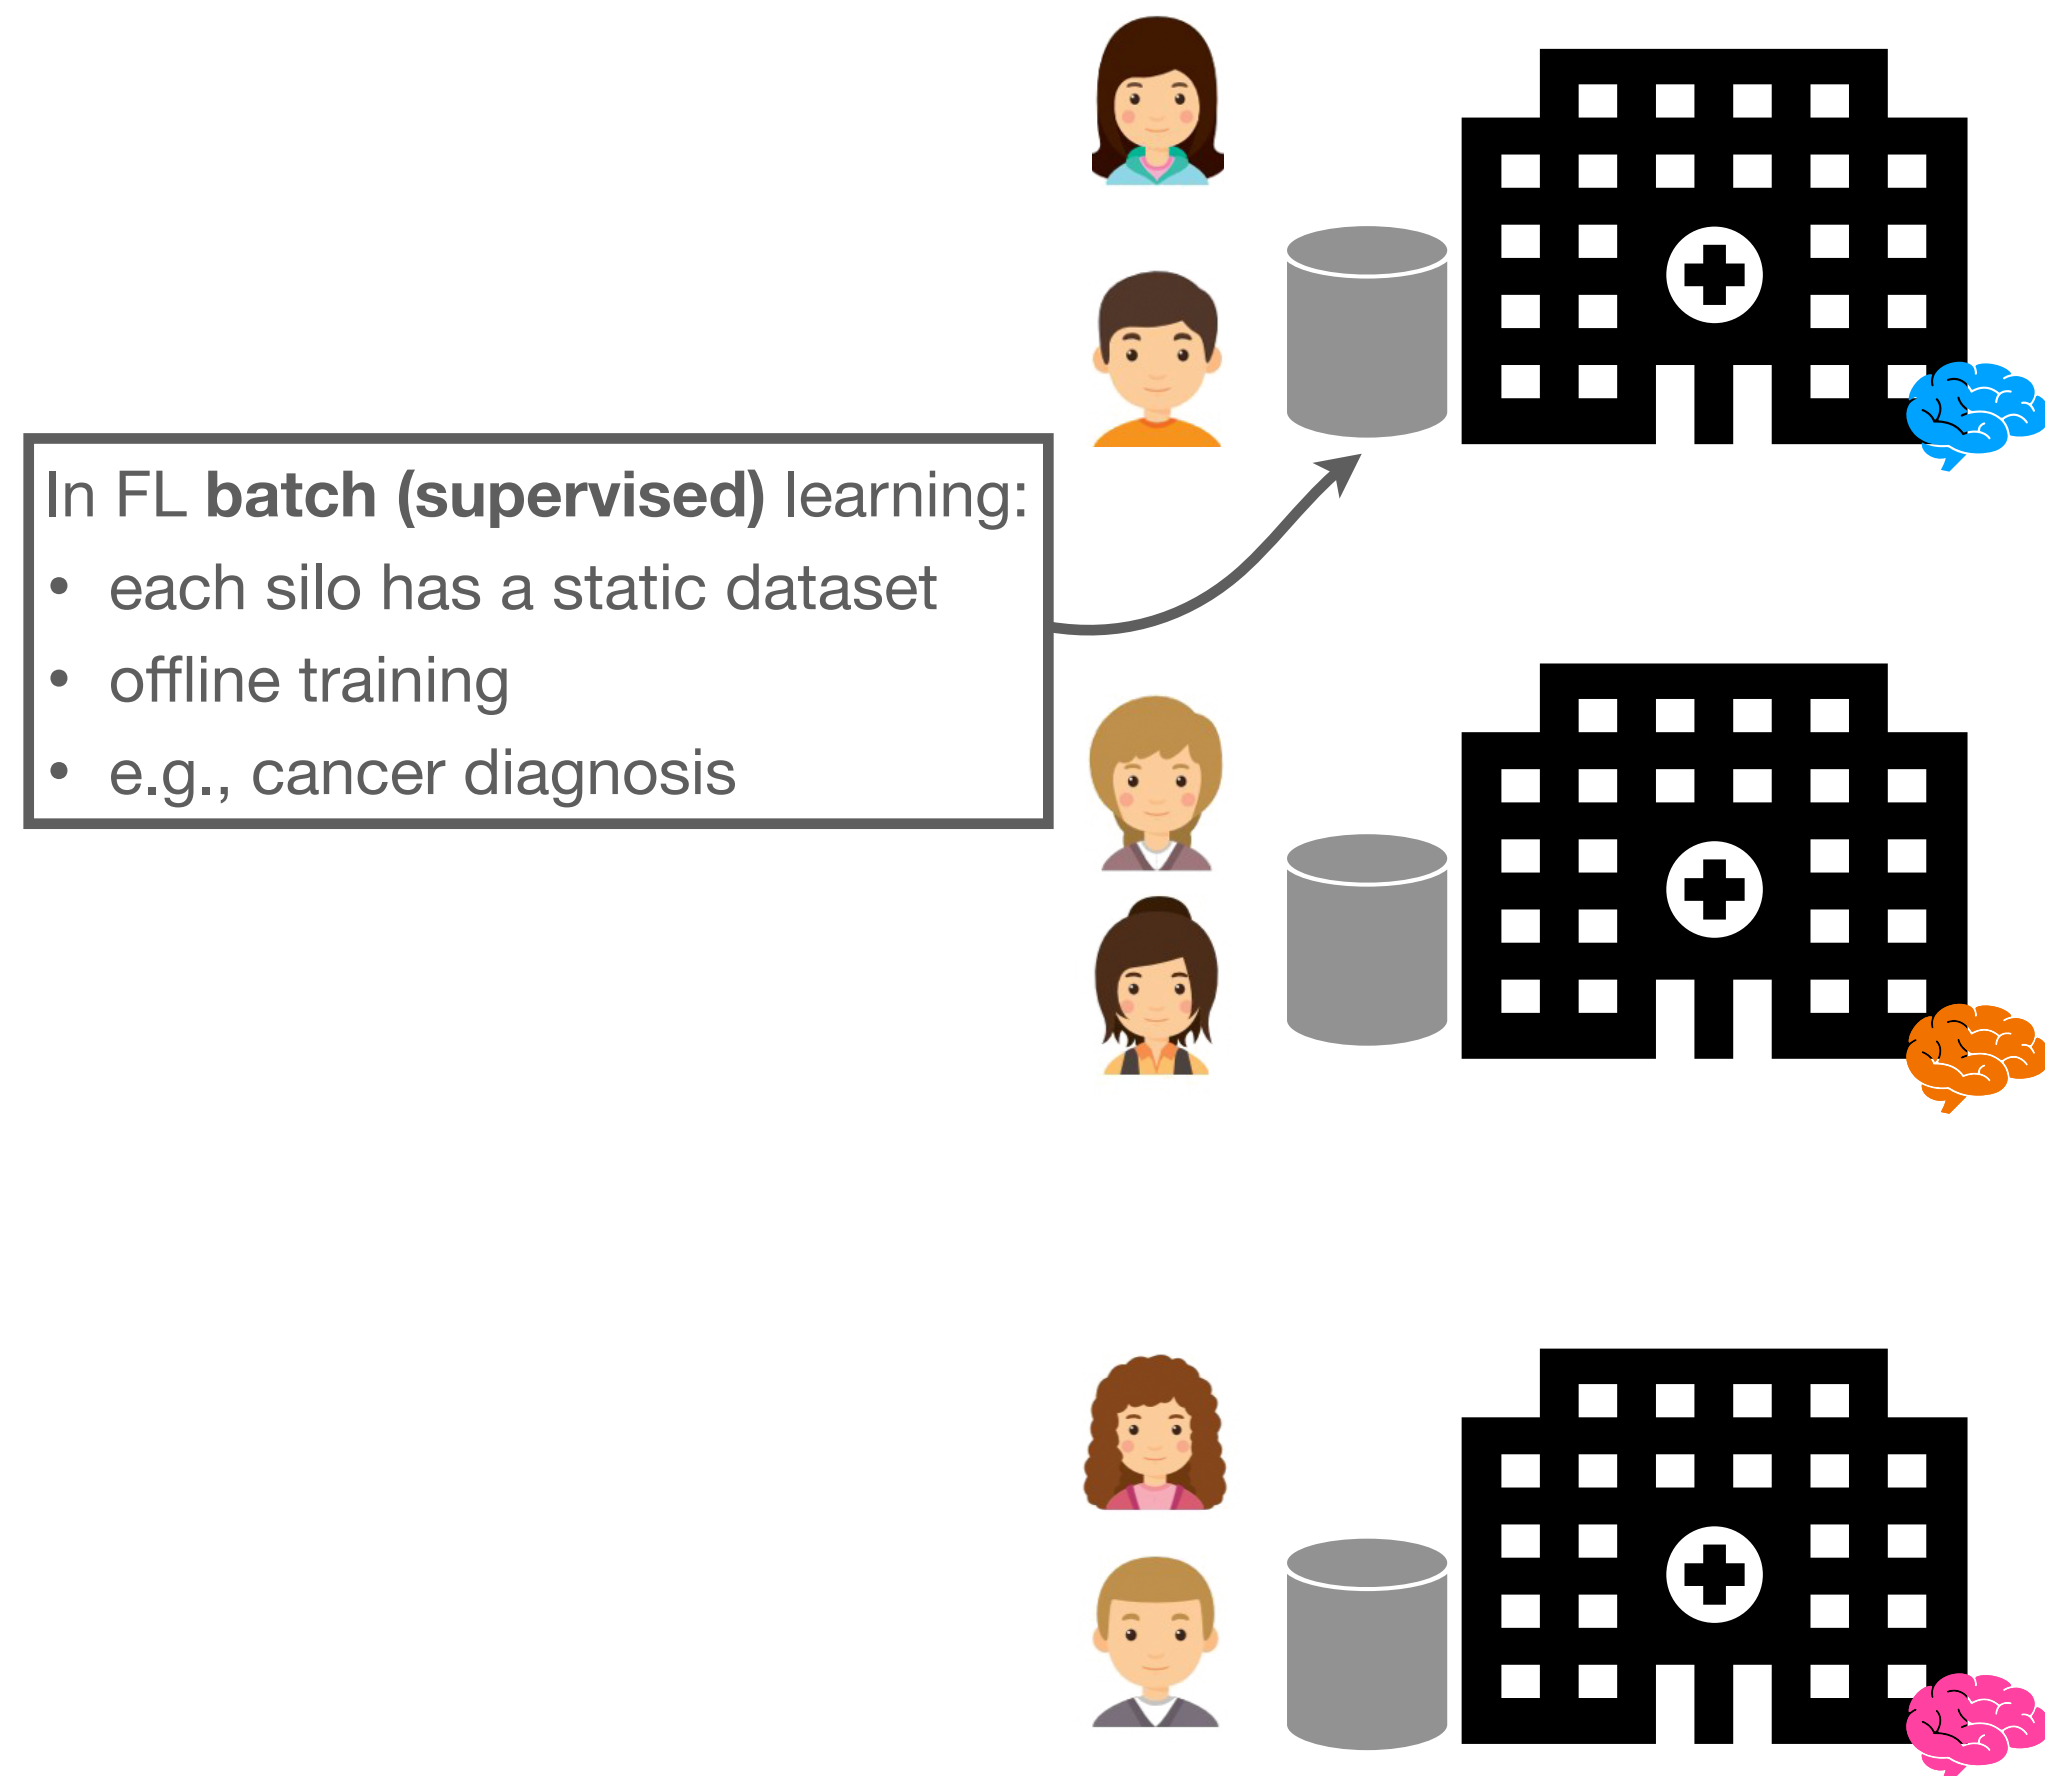 In FL batch (supervised) learning:
• each silo has a static dataset
• offline training
• e.g., cancer diagnosis